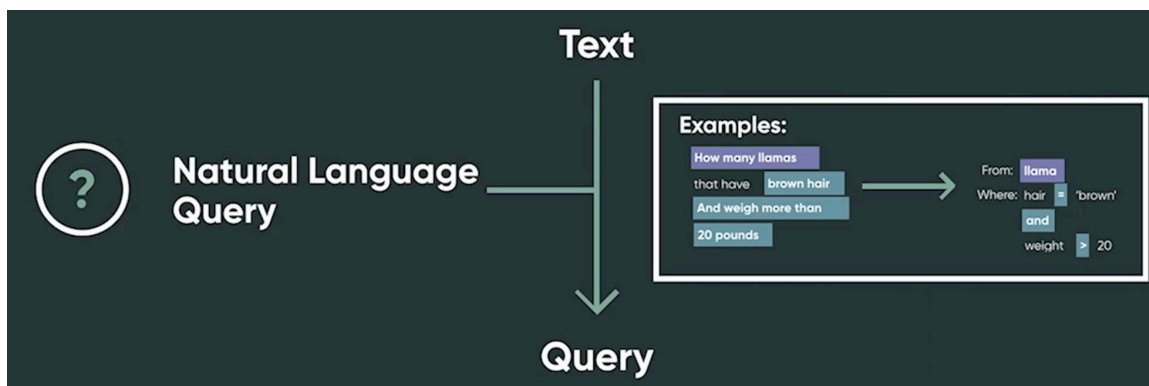 Text
?
Natural Language
Query
Examples:
How many llamas
that have brown hair
And weigh more than
20 pounds
From: llama
Where: hair = 'brown'
and
weight > 20
Query